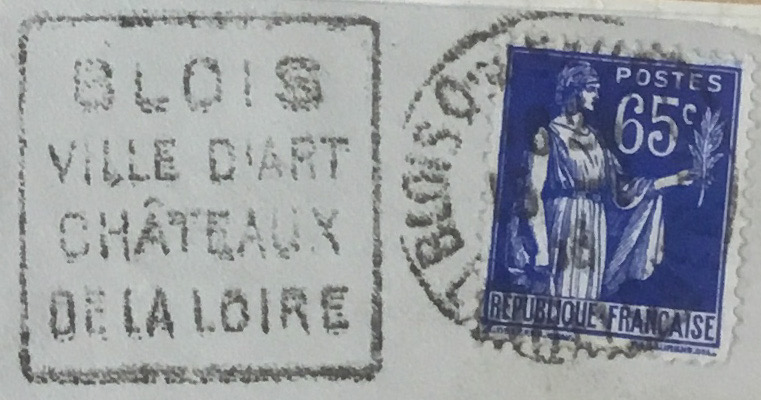 BLOIS
VILLE D'ART
CHÂTEAUX
DE LA LOIRE
BLOIS
POSTES
65c
REPUBLIQUE FRANÇAISE